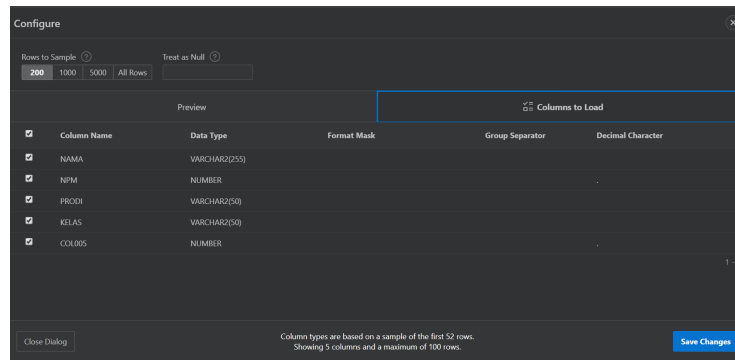 Configure
Rows to Sample ?
Treat as Null ?
200 1000 5000 All Rows
Preview
Columns to Load
Column Name Data Type Format Mask Group Separator Decimal Character
NAMA VARCHAR2(255)
NPM NUMBER .
PRODI VARCHAR2(50)
KELAS VARCHAR2(50)
COL005 NUMBER .
1 -
Close Dialog
Column types are based on a sample of the first 52 rows.
Showing 5 columns and a maximum of 100 rows.
Save Changes